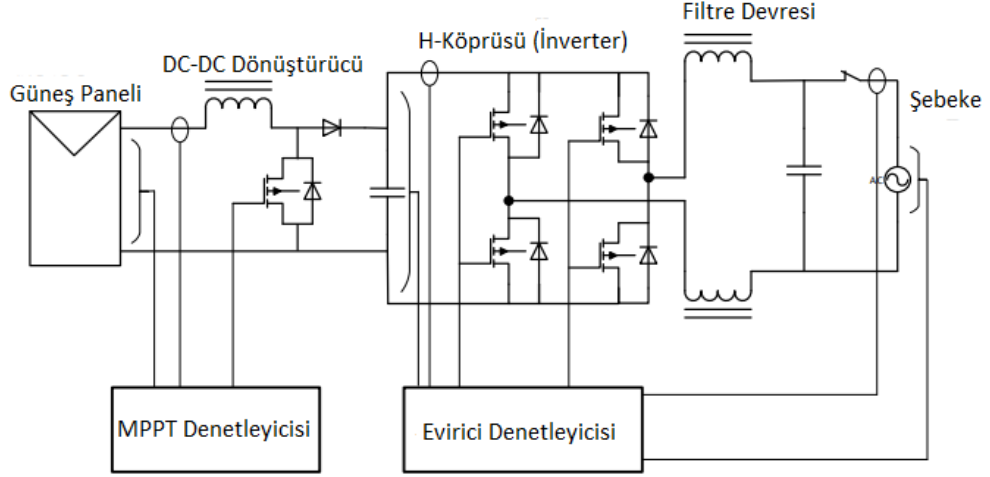 Filtre Devresi
H-Köprüsü (İnverter)
DC-DC Dönüştürücü
Güneş Paneli
Şebeke
AC
MPPT Denetleyicisi
Evirici Denetleyicisi